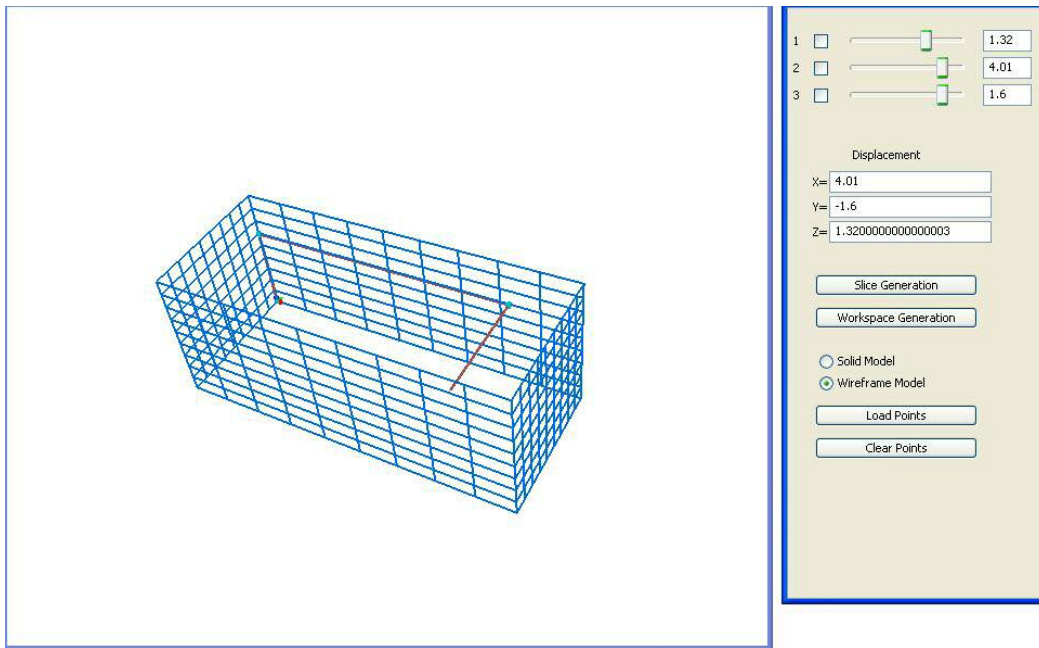 1 1.32
2 4.01
3 1.6
Displacement
X= 4.01
Y= -1.6
Z= 1.3200000000000003
Slice Generation
Workspace Generation
Solid Model
Wireframe Model
Load Points
Clear Points